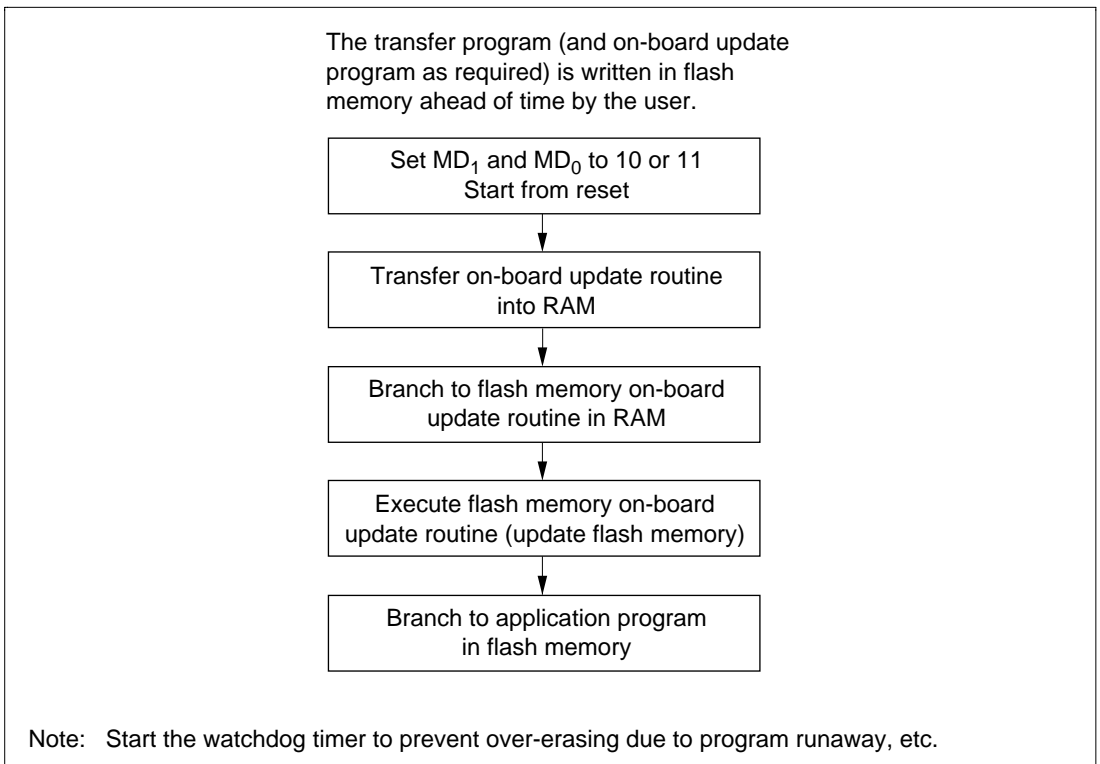 The transfer program (and on-board update
program as required) is written in flash
memory ahead of time by the user.
Set MD₁ and MD₀ to 10 or 11
Start from reset
Transfer on-board update routine
into RAM
Branch to flash memory on-board
update routine in RAM
Execute flash memory on-board
update routine (update flash memory)
Branch to application program
in flash memory
Note: Start the watchdog timer to prevent over-erasing due to program runaway, etc.